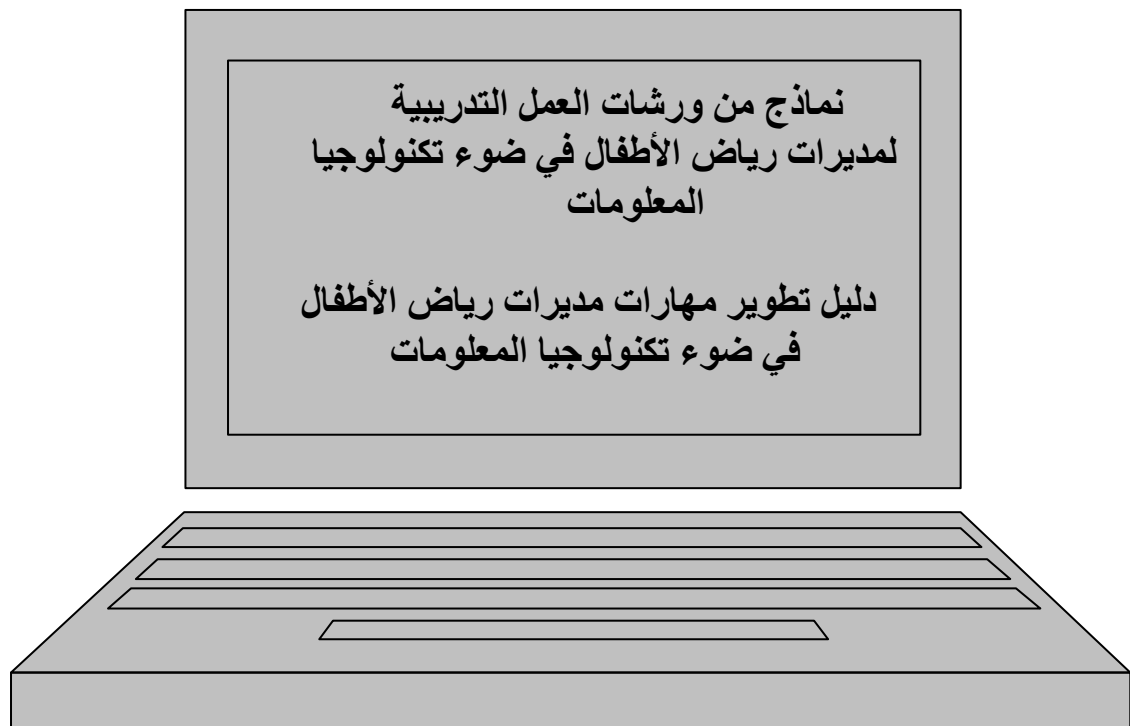 نماذج من ورشات العمل التدريبية
لمديرات رياض الأطفال في ضوء تكنولوجيا
المعلومات
دليل تطوير مهارات مديرات رياض الأطفال
في ضوء تكنولوجيا المعلومات